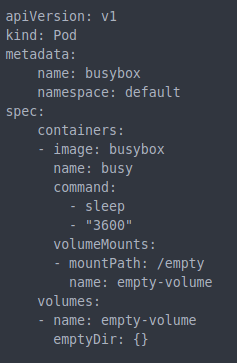 apiVersion: v1
kind: Pod
metadata:
    name: busybox
    namespace: default
spec:
    containers:
    - image: busybox
      name: busy
      command:
        - sleep
        - "3600"
      volumeMounts:
      - mountPath: /empty
        name: empty-volume
    volumes:
    - name: empty-volume
      emptyDir: {}